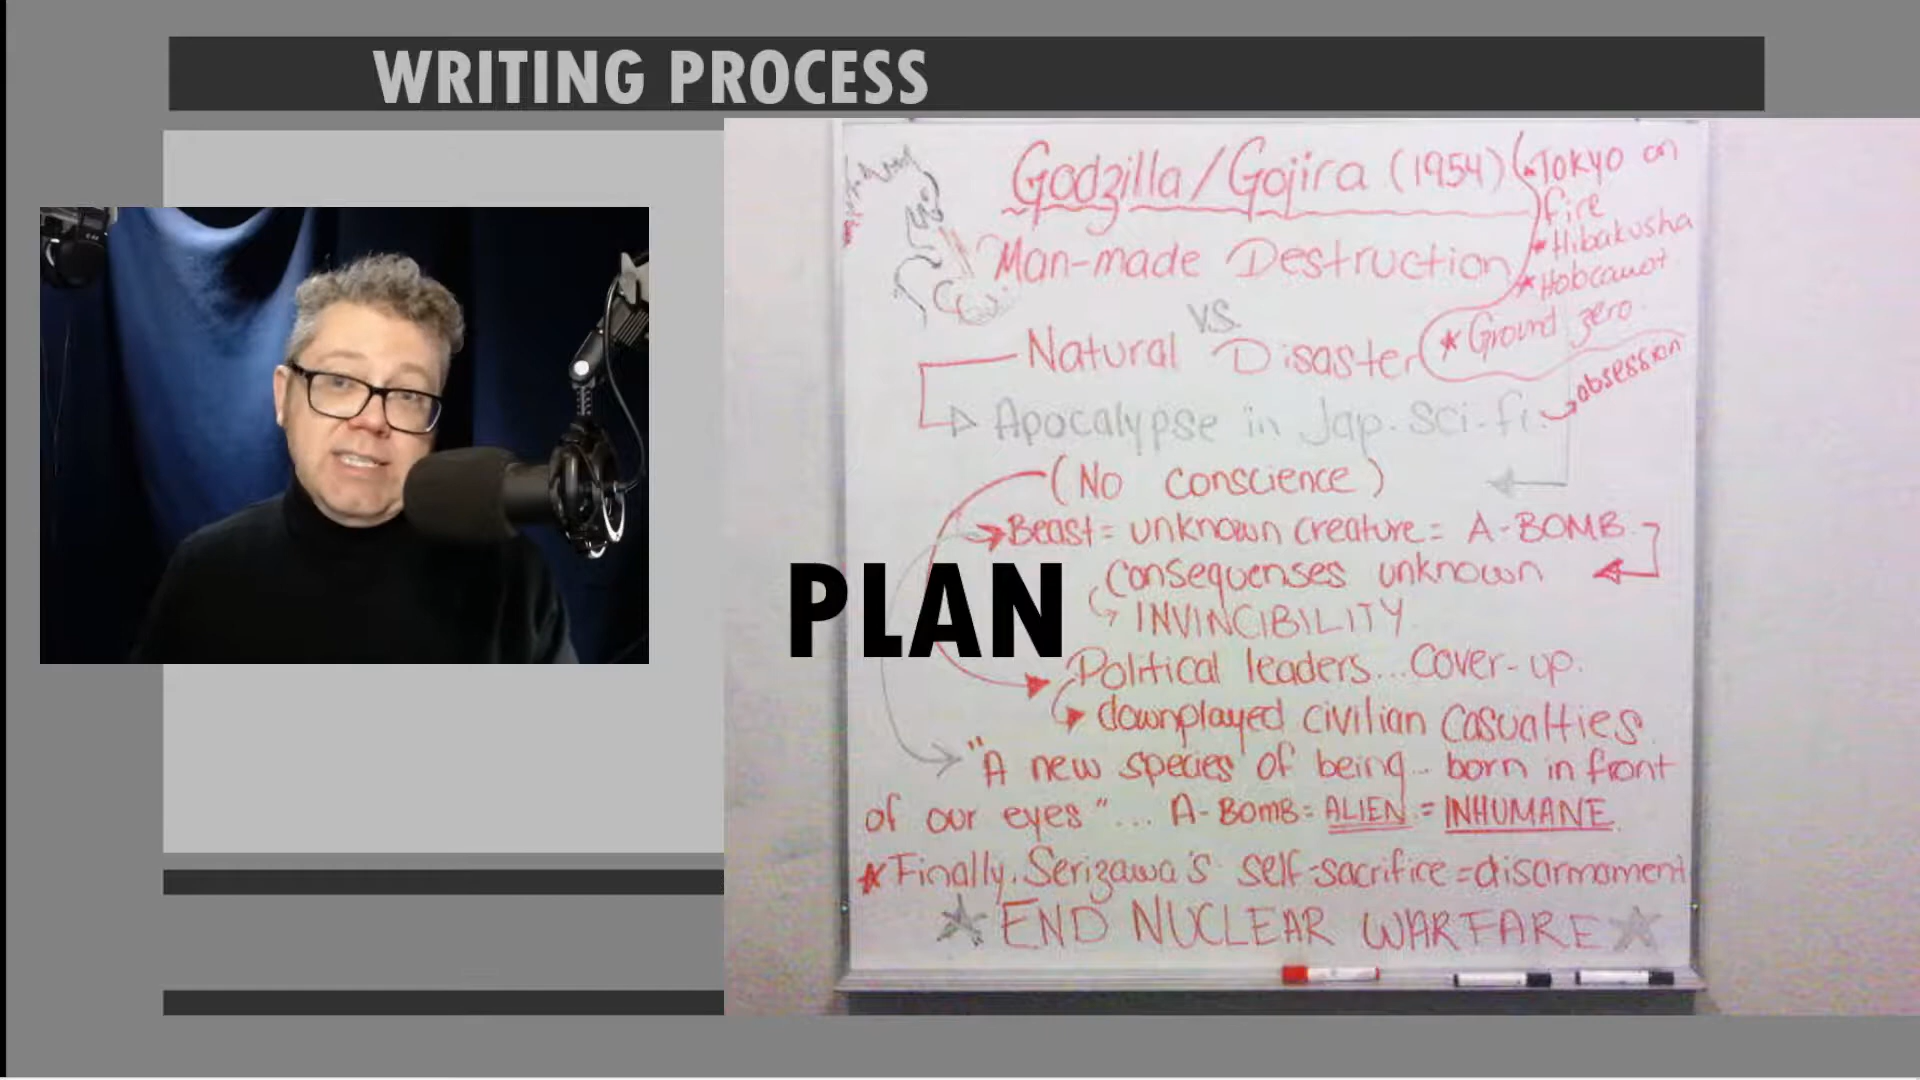 WRITING PROCESS
Godzilla/Gojira (1954)
Tokyo on
fire
Hibakusha
Man-made Destruction
V.S.
Ground zero.
Natural Disaster
obsession
Apocalypse in Jap. Sci-fi.
(No conscience)
Beast = unknown creature = A-BOMB
Consequenses unknown
PLAN
INVINCIBILITY
Political leaders... cover-up.
downplayed civilian casualties
"A new species of being... born in front
of our eyes"... A-Bomb = ALIEN = INHUMANE
Finally, Serizawa's self-sacrifice = disarmament
END NUCLEAR WARFARE